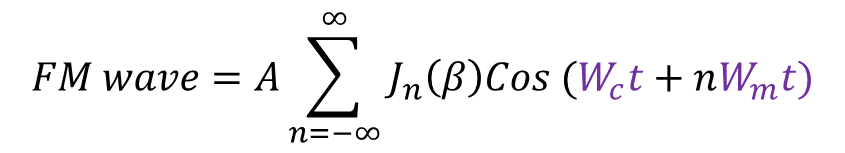 FM wave = A ∑_{n=-∞}^{∞} J_n(β)Cos (W_c t + nW_m t)